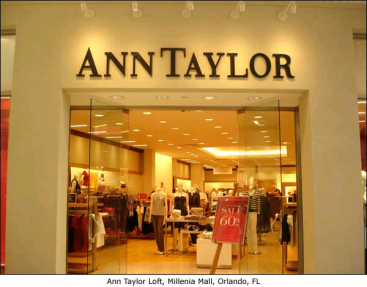 ANN TAYLOR
SALE
60%
Ann Taylor Loft, Millenia Mall, Orlando, FL